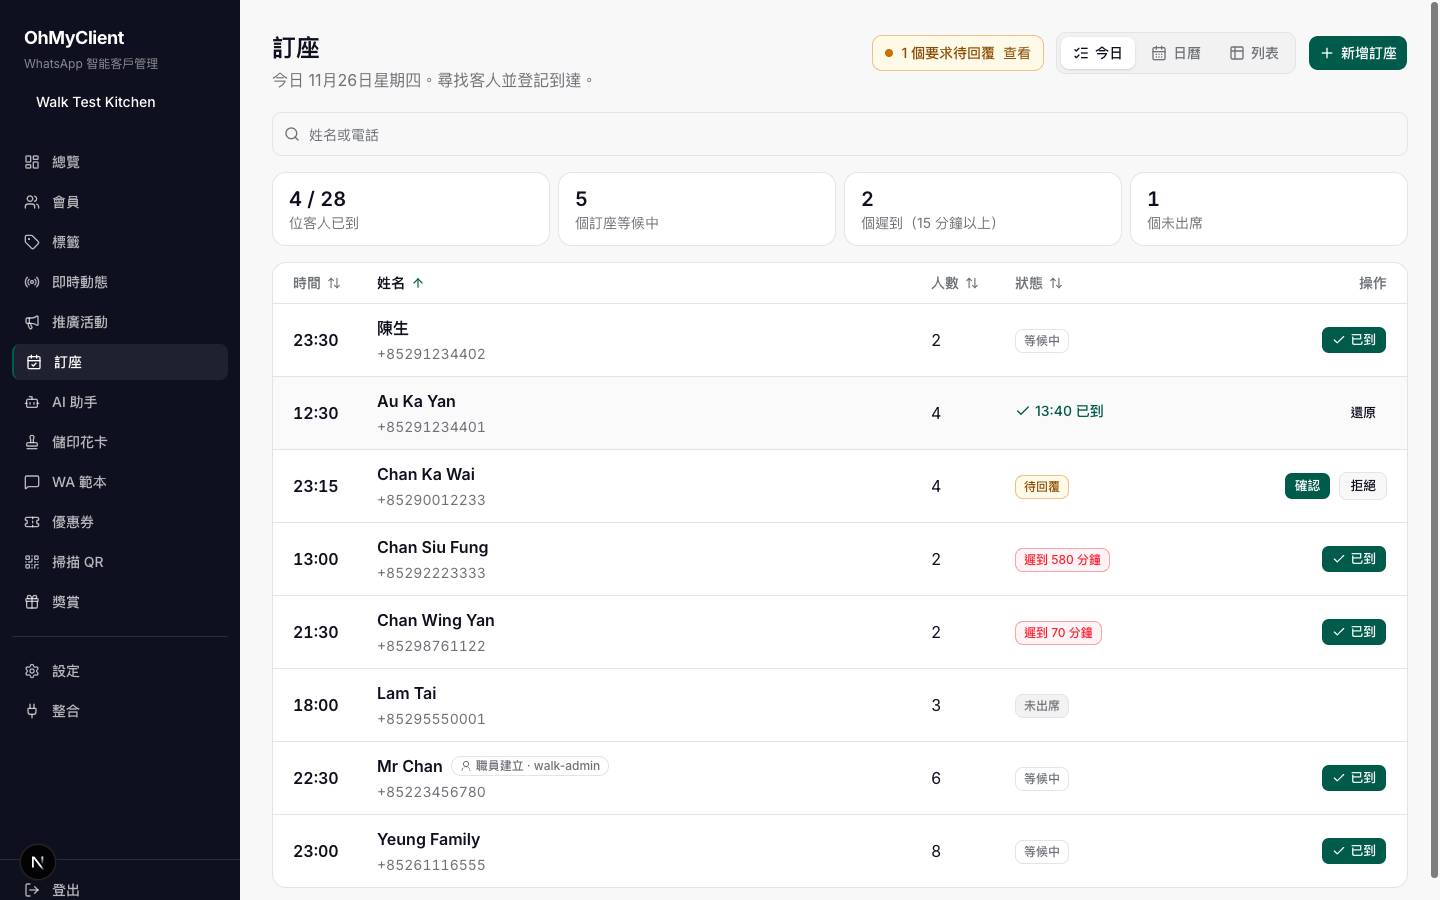 OhMyClient
WhatsApp 智能客戶管理
Walk Test Kitchen
總覽
會員
標籤
即時動態
推廣活動
訂座
AI 助手
儲印花卡
WA 範本
優惠券
掃描 QR
獎賞
設定
整合
N
登出
訂座
今日 11月26日星期四。尋找客人並登記到達。
1 個要求待回覆 查看
今日
日曆
列表
新增訂座
姓名或電話
4 / 28
位客人已到
5
個訂座等候中
2
個遲到（15 分鐘以上）
1
個未出席
時間 姓名 人數 狀態 操作
23:30 陳生 2 等候中 已到
+85291234402
12:30 Au Ka Yan 4 13:40 已到 還原
+85291234401
23:15 Chan Ka Wai 4 待回覆 確認 拒絕
+85290012233
13:00 Chan Siu Fung 2 遲到 580 分鐘 已到
+85292223333
21:30 Chan Wing Yan 2 遲到 70 分鐘 已到
+85298761122
18:00 Lam Tai 3 未出席
+85295550001
22:30 Mr Chan 職員建立 · walk-admin 6 等候中 已到
+85223456780
23:00 Yeung Family 8 等候中 已到
+85261116555